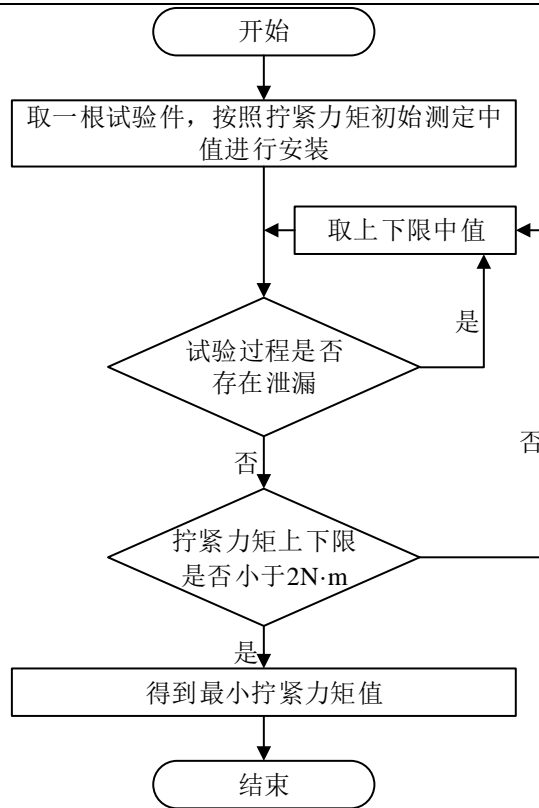 开始
取一根试验件，按照拧紧力矩初始测定中
值进行安装
取上下限中值
是
试验过程是否
存在泄漏
否
否
拧紧力矩上下限
是否小于2N·m
是
得到最小拧紧力矩值
结束